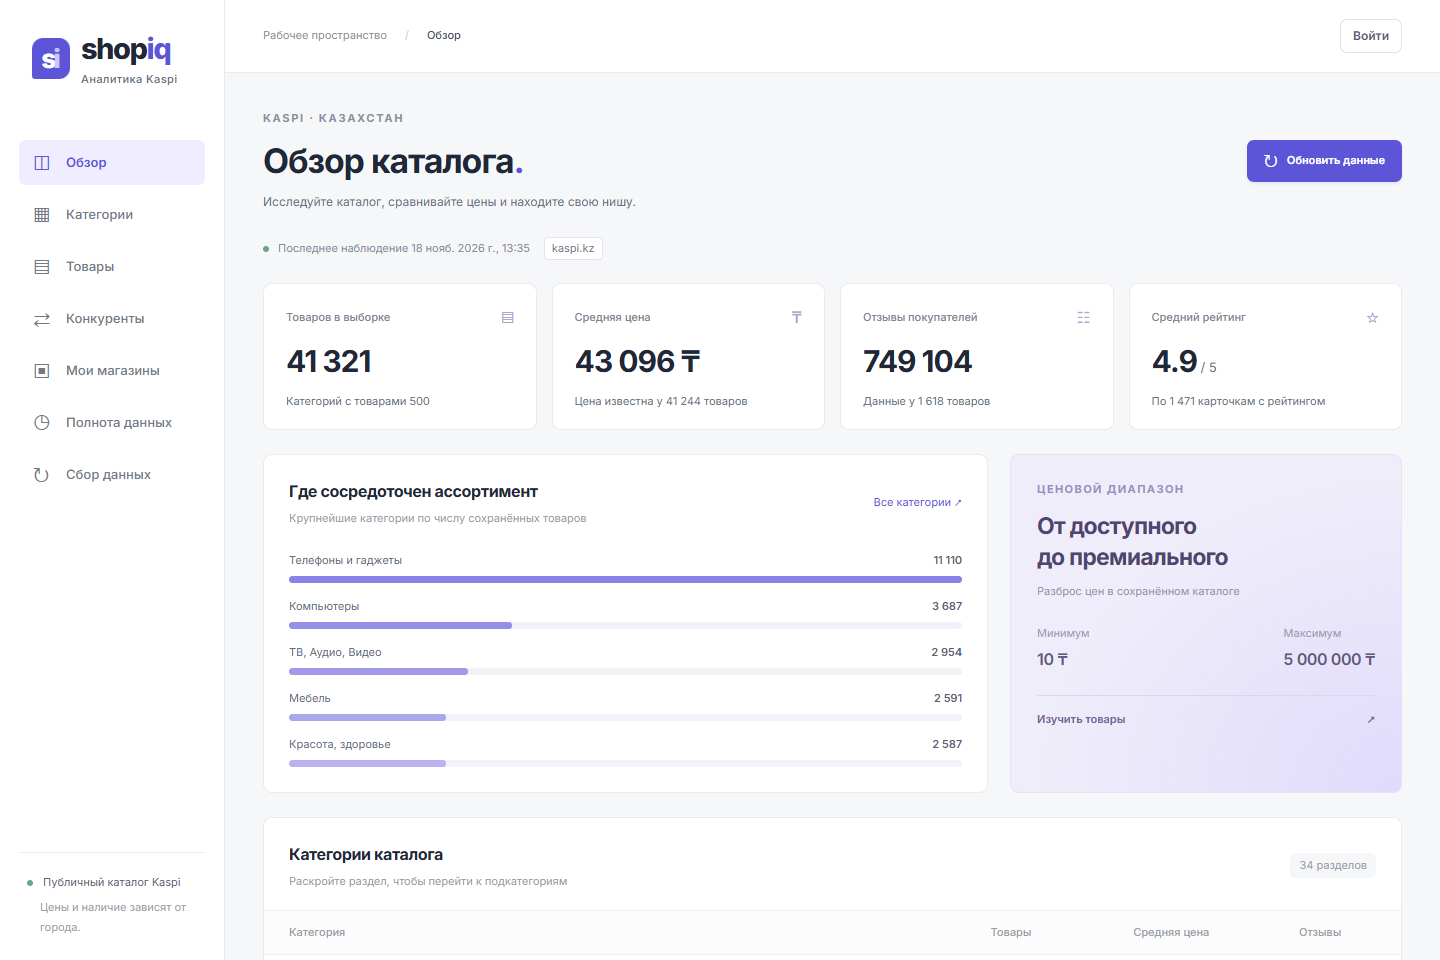 si
shopiq
Аналитика Kaspi
Обзор
Категории
Товары
Конкуренты
Мои магазины
Полнота данных
Сбор данных
Публичный каталог Kaspi
Цены и наличие зависят от
города.
Рабочее пространство / Обзор
Войти
KASPI · КАЗАХСТАН
Обзор каталога.
Исследуйте каталог, сравнивайте цены и находите свою нишу.
Обновить данные
Последнее наблюдение 18 нояб. 2026 г., 13:35
kaspi.kz
Товаров в выборке
41 321
Категорий с товарами 500
Средняя цена ₸
43 096 ₸
Цена известна у 41 244 товаров
Отзывы покупателей
749 104
Данные у 1 618 товаров
Средний рейтинг
4.9 / 5
По 1 471 карточкам с рейтингом
Где сосредоточен ассортимент
Крупнейшие категории по числу сохранённых товаров
Все категории ↗
Телефоны и гаджеты 11 110
Компьютеры 3 687
ТВ, Аудио, Видео 2 954
Мебель 2 591
Красота, здоровье 2 587
ЦЕНОВОЙ ДИАПАЗОН
От доступного
до премиального
Разброс цен в сохранённом каталоге
Минимум Максимум
10 ₸ 5 000 000 ₸
Изучить товары ↗
Категории каталога
Раскройте раздел, чтобы перейти к подкатегориям
34 разделов
Категория Товары Средняя цена Отзывы